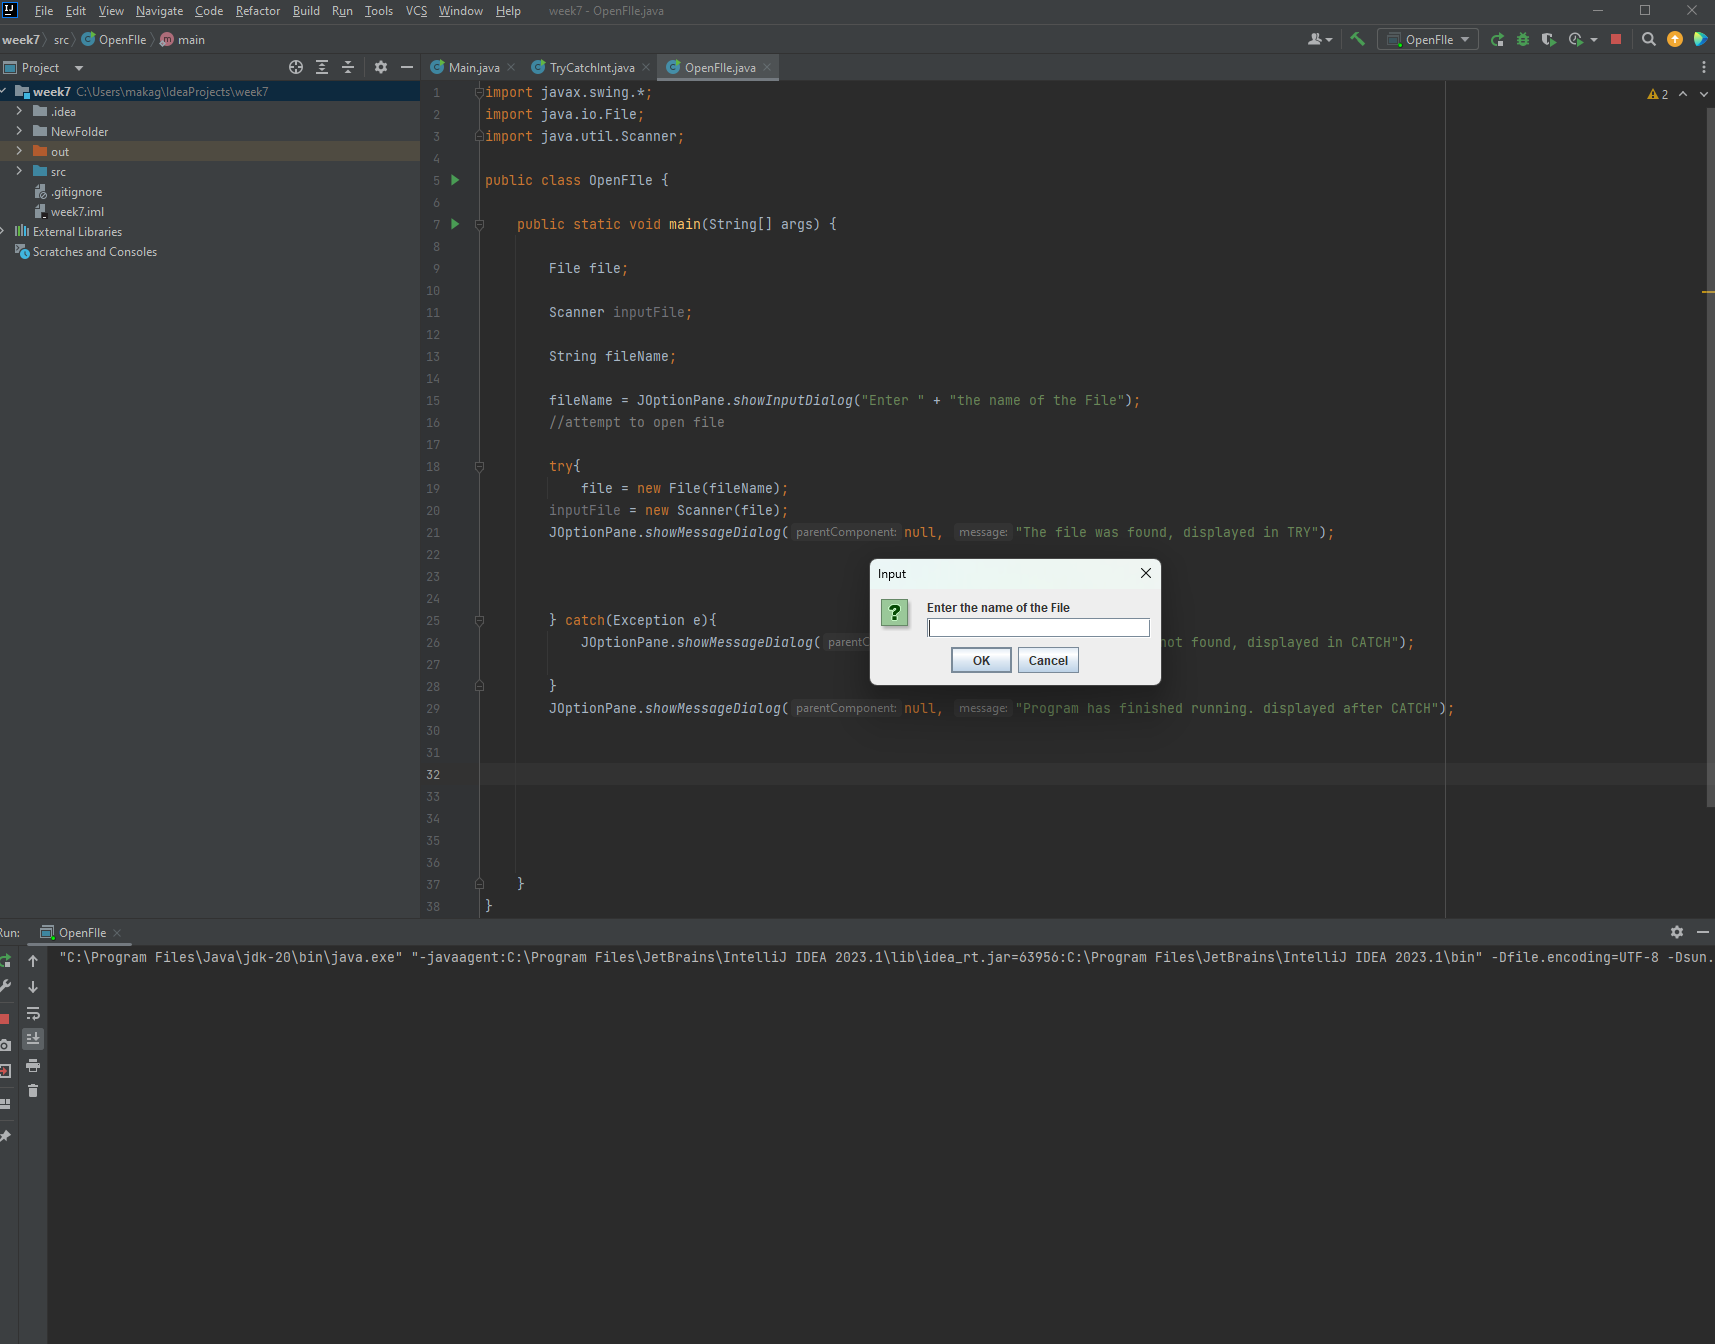 File Edit View Navigate Code Refactor Build Run Tools VCS Window Help week7 - OpenFIle.java
week7 src OpenFIle main
OpenFIle
Project
Main.java TryCatchInt.java OpenFIle.java
week7 C:\Users\makag\IdeaProjects\week7
.idea
NewFolder
out
src
.gitignore
week7.iml
External Libraries
Scratches and Consoles
2
1 import javax.swing.*;
2 import java.io.File;
3 import java.util.Scanner;
4
5 public class OpenFIle {
6
7 public static void main(String[] args) {
8
9 File file;
10
11 Scanner inputFile;
12
13 String fileName;
14
15 fileName = JOptionPane.showInputDialog("Enter " + "the name of the File");
16 //attempt to open file
17
18 try{
19 file = new File(fileName);
20 inputFile = new Scanner(file);
21 JOptionPane.showMessageDialog( parentComponent: null, message: "The file was found, displayed in TRY");
22
23
24
25 } catch(Exception e){
26 JOptionPane.showMessageDialog( not found, displayed in CATCH");
27
28 }
29 JOptionPane.showMessageDialog( parentComponent: null, message: "Program has finished running. displayed after CATCH");
30
31
32
33
34
35
36
37 }
38 }
Input
Enter the name of the File
OK Cancel
Run: OpenFIle
"C:\Program Files\Java\jdk-20\bin\java.exe" "-javaagent:C:\Program Files\JetBrains\IntelliJ IDEA 2023.1\lib\idea_rt.jar=63956:C:\Program Files\JetBrains\IntelliJ IDEA 2023.1\bin" -Dfile.encoding=UTF-8 -Dsun.